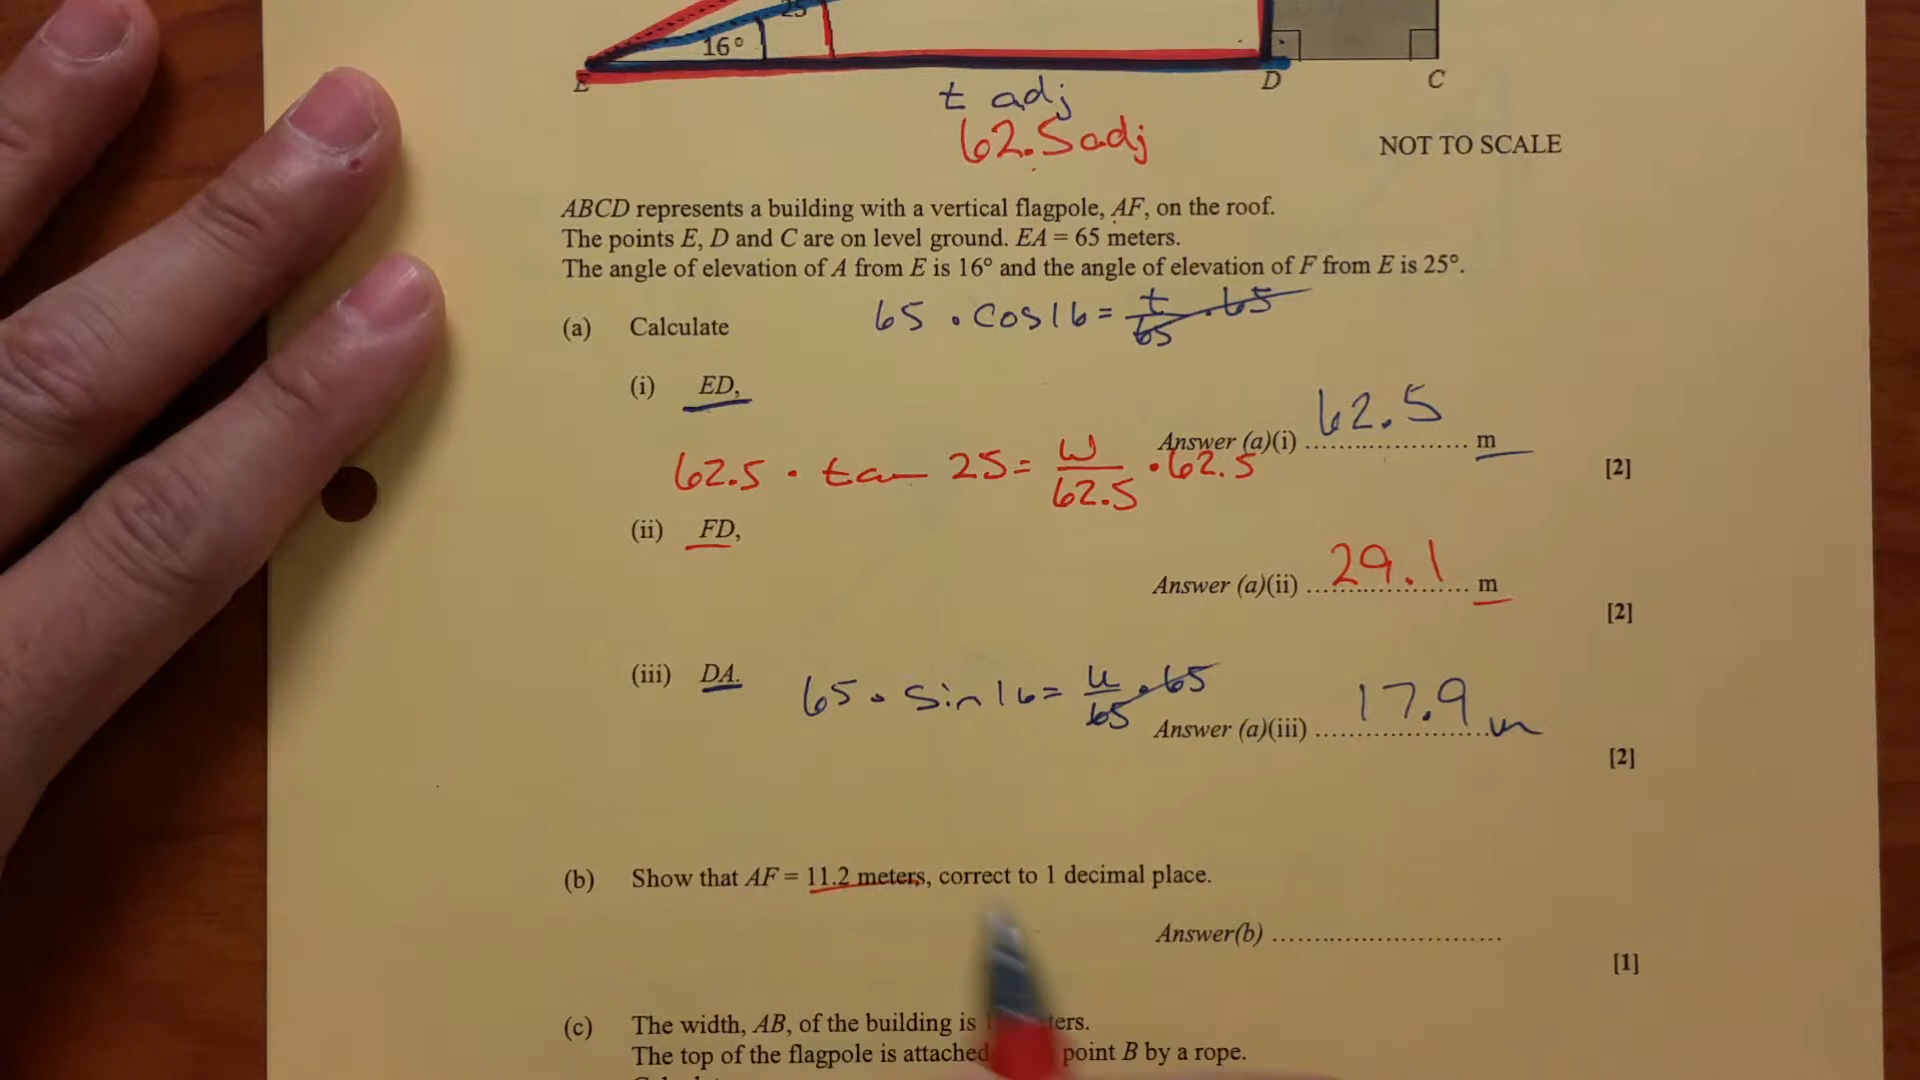 25
16°
E
D
C
t adj
62.5 adj
NOT TO SCALE
ABCD represents a building with a vertical flagpole, AF, on the roof.
The points E, D and C are on level ground. EA = 65 meters.
The angle of elevation of A from E is 16° and the angle of elevation of F from E is 25°.
65 . cos16 = t/65 . 65
(a) Calculate
(i) ED,
62.5
Answer (a)(i) ........................ m
[2]
62.5 . tan 25 = w/62.5 . 62.5
(ii) FD,
29.1
Answer (a)(ii) ........................ m
[2]
(iii) DA.
65 . sin16 = u/65 . 65
17.9 m
Answer (a)(iii) ........................
[2]
(b) Show that AF = 11.2 meters, correct to 1 decimal place.
Answer(b) ................................
[1]
(c) The width, AB, of the building is
The top of the flagpole is attached point B by a rope.